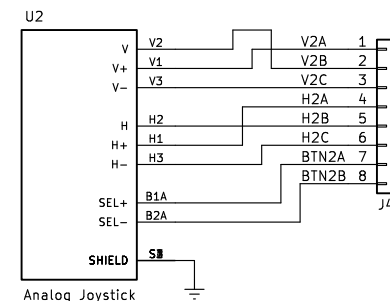 U2
V V2 V2A 1
V+ V1 V2B 2
V- V3 V2C 3
H2A 4
H H2 H2B 5
H+ H1 H2C 6
H- H3 BTN2A 7
BTN2B 8
SEL+ B1A
SEL- B2A
J4
SHIELD
Analog Joystick